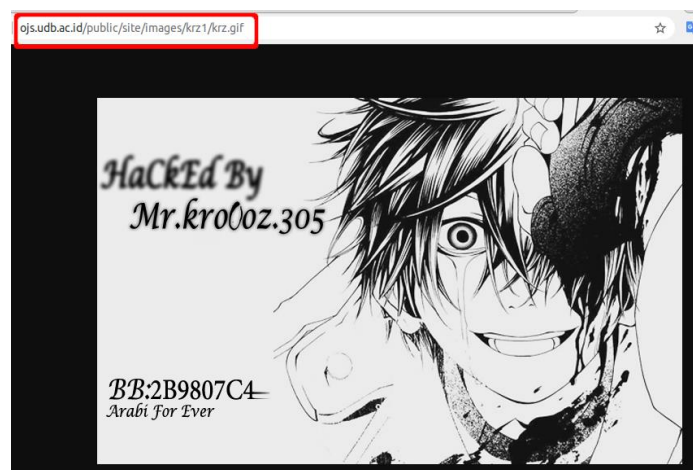 ojs.udb.ac.id/public/site/images/krz1/krz.gif
HaCkEd By
Mr.kro0oz.305
BB:2B9807C4
Arabi For Ever